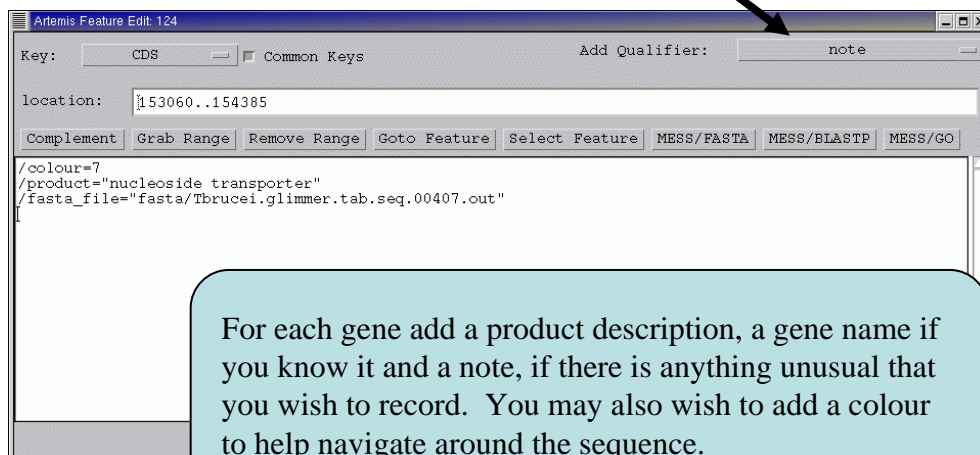 Artemis Feature Edit: 124
Key: CDS Common Keys Add Qualifier: note
location: 153060..154385
Complement Grab Range Remove Range Goto Feature Select Feature MESS/FASTA MESS/BLASTP MESS/GO
/colour=7
/product="nucleoside transporter"
/fasta_file="fasta/Tbrucei.glimmer.tab.seq.00407.out"
For each gene add a product description, a gene name if
you know it and a note, if there is anything unusual that
you wish to record. You may also wish to add a colour
to help navigate around the sequence.